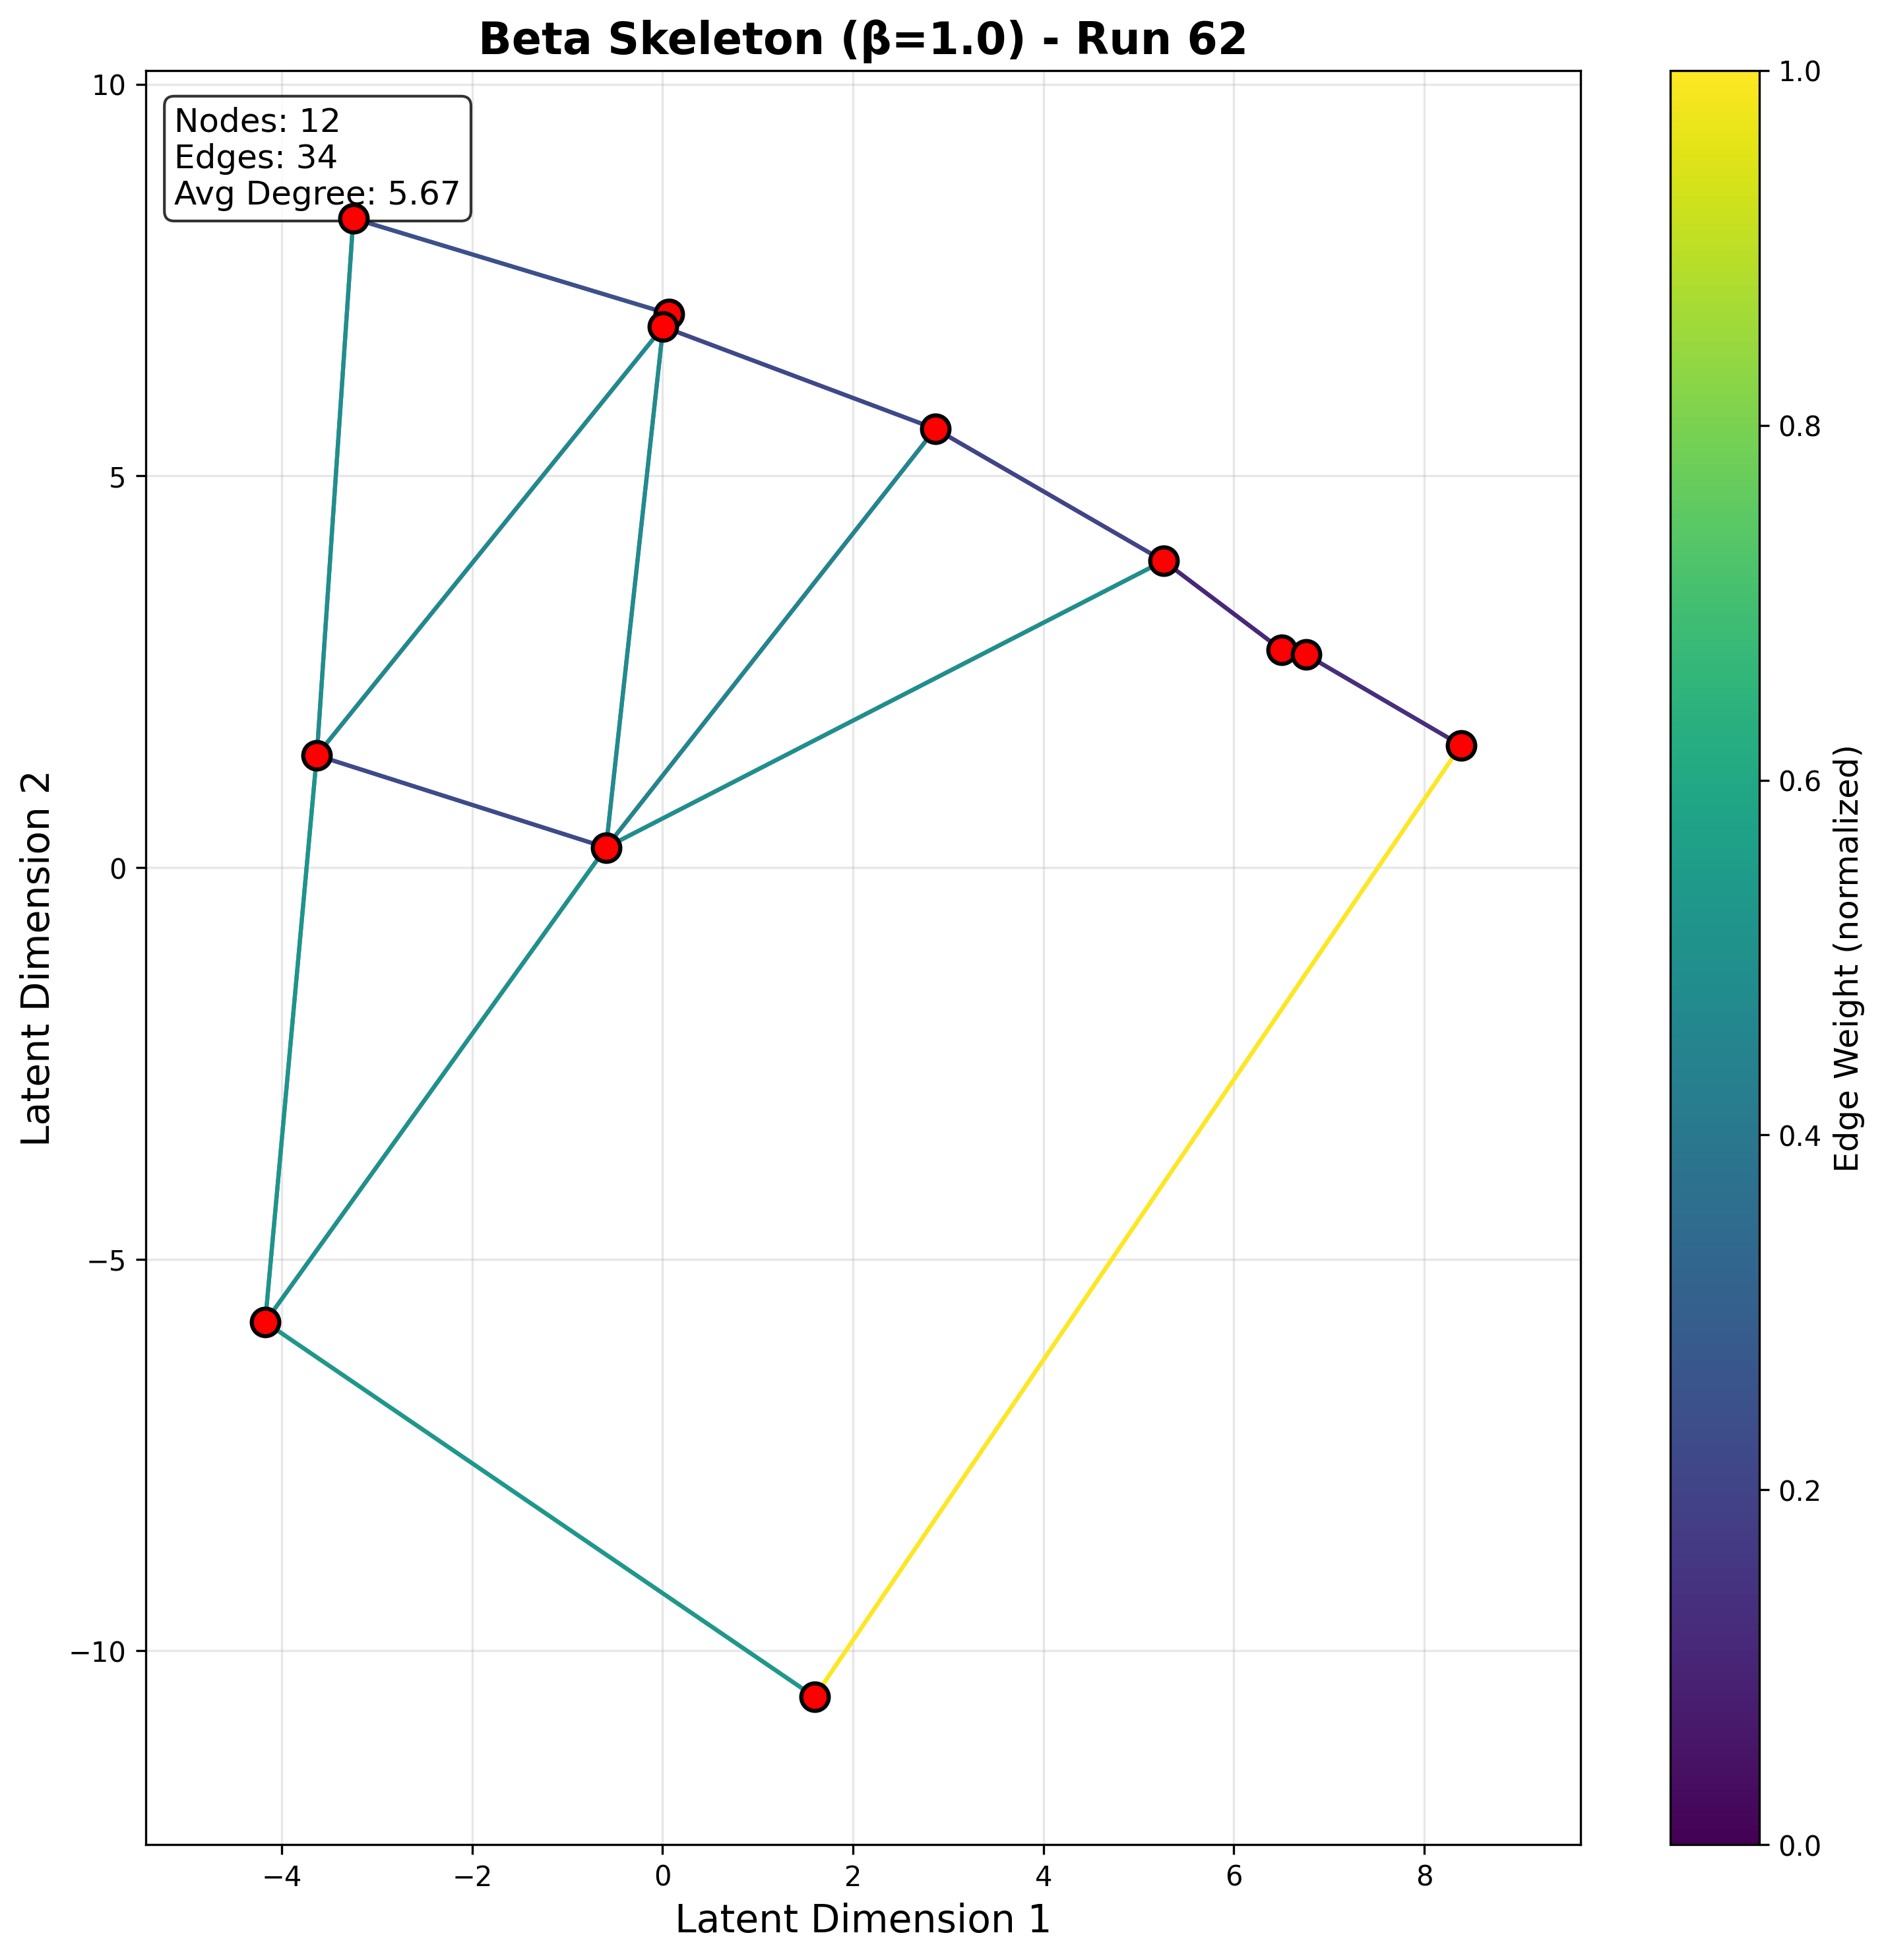 Beta Skeleton (β=1.0) - Run 62
Nodes: 12
Edges: 34
Avg Degree: 5.67
10
5
0
−5
−10
Latent Dimension 2
−4
−2
0
2
4
6
8
Latent Dimension 1
1.0
0.8
0.6
0.4
0.2
0.0
Edge Weight (normalized)